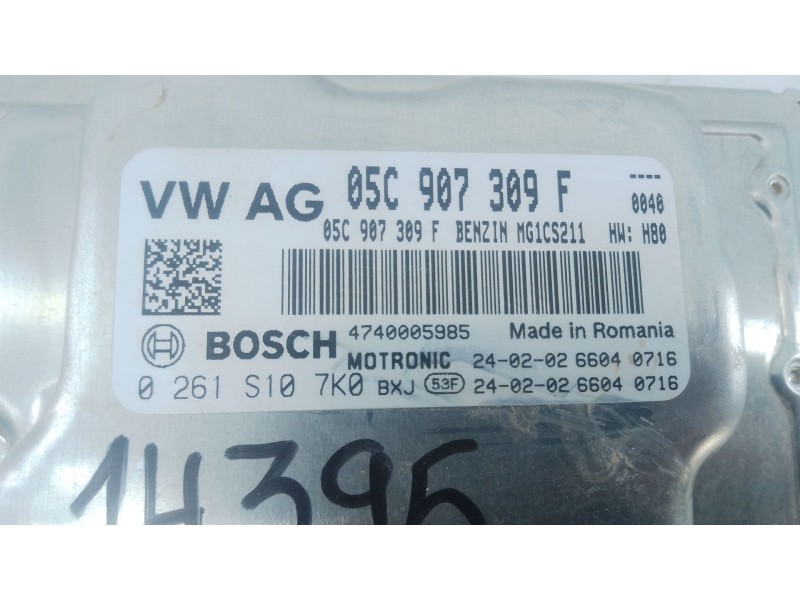 VW AG 05C 907 309 F ----
0040
05C 907 309 F BENZIN MG1CS211 HW: H80
BOSCH 4740005985 Made in Romania
MOTRONIC 24-02-02 6604 0716
0 261 S10 7K0 BXJ 53F 24-02-02 6604 0716
14395